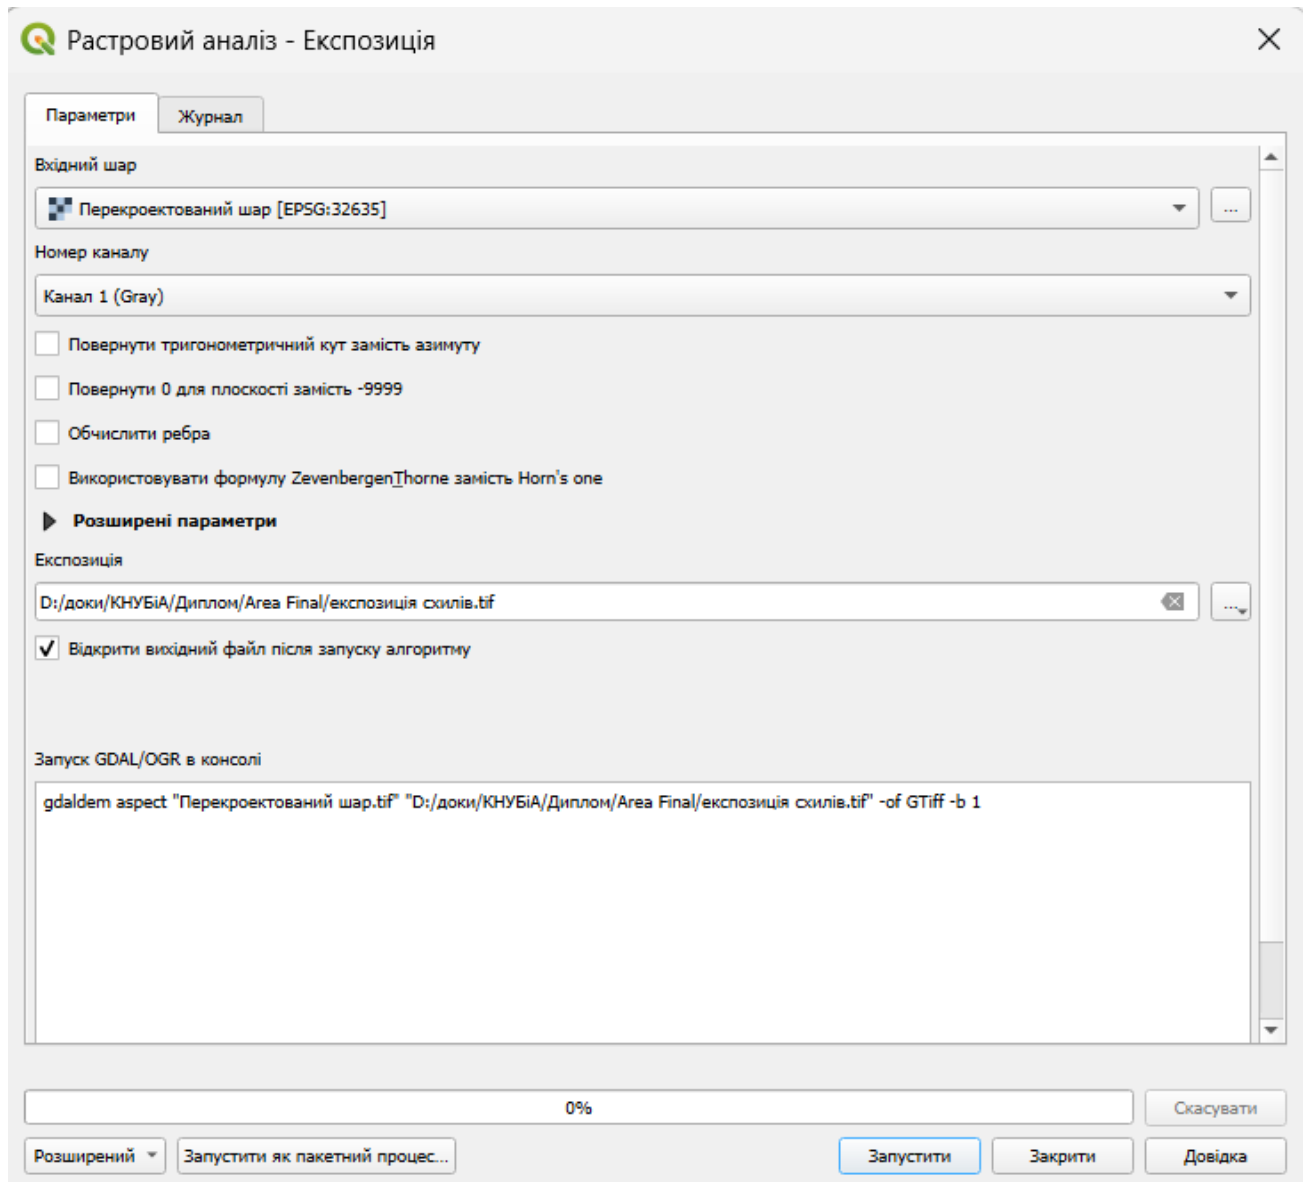 Растровий аналіз - Експозиція
Параметри
Журнал
Вхідний шар
Перекроектований шар [EPSG:32635]
...
Номер каналу
Канал 1 (Gray)
Повернути тригонометричний кут замість азимуту
Повернути 0 для плоскості замість -9999
Обчислити ребра
Використовувати формулу ZevenbergenThorne замість Horn's one
Розширені параметри
Експозиція
D:/доки/КНУБіА/Диплом/Area Final/експозиція схилів.tif
...
Відкрити вихідний файл після запуску алгоритму
Запуск GDAL/OGR в консолі
gdaldem aspect "Перекроектований шар.tif" "D:/доки/КНУБіА/Диплом/Area Final/експозиція схилів.tif" -of GTiff -b 1
0%
Скасувати
Розширений
Запустити як пакетний процес...
Запустити
Закрити
Довідка